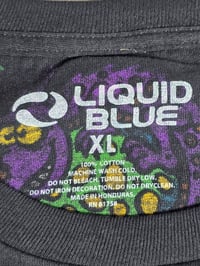 LIQUID
BLUE
XL
100% COTTON
MACHINE WASH COLD.
DO NOT BLEACH. TUMBLE DRY LOW.
DO NOT IRON DECORATION. DO NOT DRYCLEAN.
MADE IN HONDURAS
RN 81758